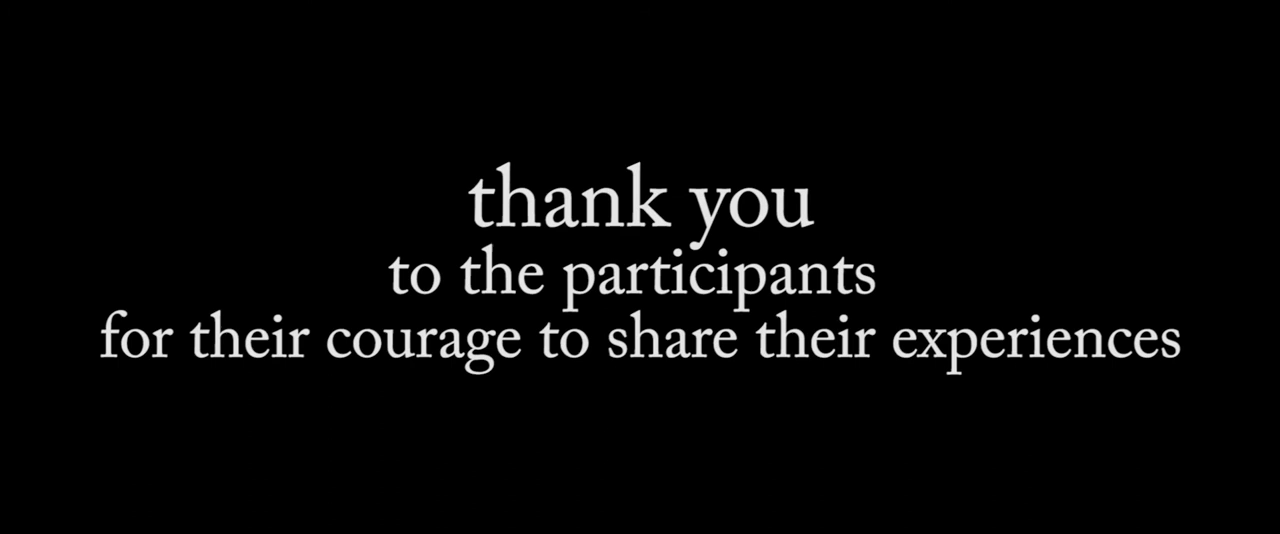 thank you
to the participants
for their courage to share their experiences